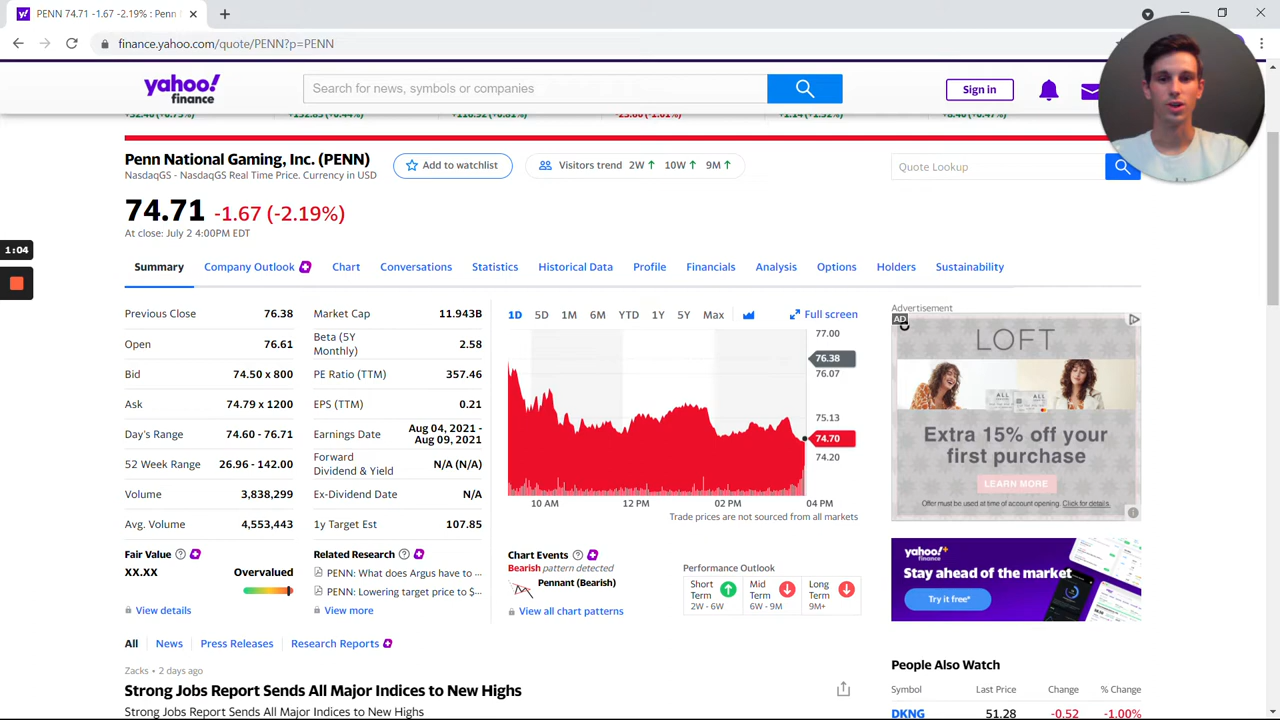 PENN 74.71 -1.67 -2.19% : Penn
finance.yahoo.com/quote/PENN?p=PENN
yahoo!
finance
Search for news, symbols or companies
Sign in
Penn National Gaming, Inc. (PENN)
NasdaqGS - NasdaqGS Real Time Price. Currency in USD
Add to watchlist
Visitors trend 2W ↑ 10W ↑ 9M ↑
Quote Lookup
74.71 -1.67 (-2.19%)
At close: July 2 4:00PM EDT
1:04
Summary Company Outlook Chart Conversations Statistics Historical Data Profile Financials Analysis Options Holders Sustainability
Previous Close 76.38
Open 76.61
Bid 74.50 x 800
Ask 74.79 x 1200
Day's Range 74.60 - 76.71
52 Week Range 26.96 - 142.00
Volume 3,838,299
Avg. Volume 4,553,443
Market Cap 11.943B
Beta (5Y
Monthly) 2.58
PE Ratio (TTM) 357.46
EPS (TTM) 0.21
Earnings Date Aug 04, 2021 -
Aug 09, 2021
Forward
Dividend & Yield N/A (N/A)
Ex-Dividend Date N/A
1y Target Est 107.85
1D 5D 1M 6M YTD 1Y 5Y Max
Full screen
77.00
76.38
76.07
75.13
74.70
74.20
10 AM 12 PM 02 PM 04 PM
Trade prices are not sourced from all markets
Fair Value
XX.XX Overvalued
View details
Related Research
PENN: What does Argus have to ...
PENN: Lowering target price to $...
View more
Chart Events
Bearish pattern detected
Pennant (Bearish)
View all chart patterns
Performance Outlook
Short
Term
2W - 6W
Mid
Term
6W - 9M
Long
Term
9M+
Advertisement
AD
LOFT
ALL
ALL
Extra 15% off your
first purchase
LEARN MORE
Offer must be used at time of account opening. Click for details.
yahoo!+
finance
Stay ahead of the market
Try it free*
All News Press Releases Research Reports
Zacks • 2 days ago
Strong Jobs Report Sends All Major Indices to New Highs
Strong Jobs Report Sends All Major Indices to New Highs
People Also Watch
Symbol Last Price Change % Change
DKNG 51.28 -0.52 -1.00%